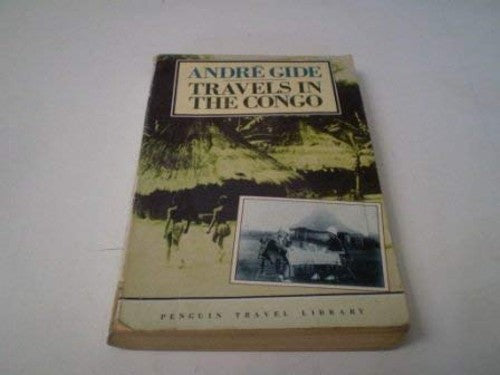 ANDRÉ GIDE
TRAVELS IN
THE CONGO
PENGUIN TRAVEL LIBRARY